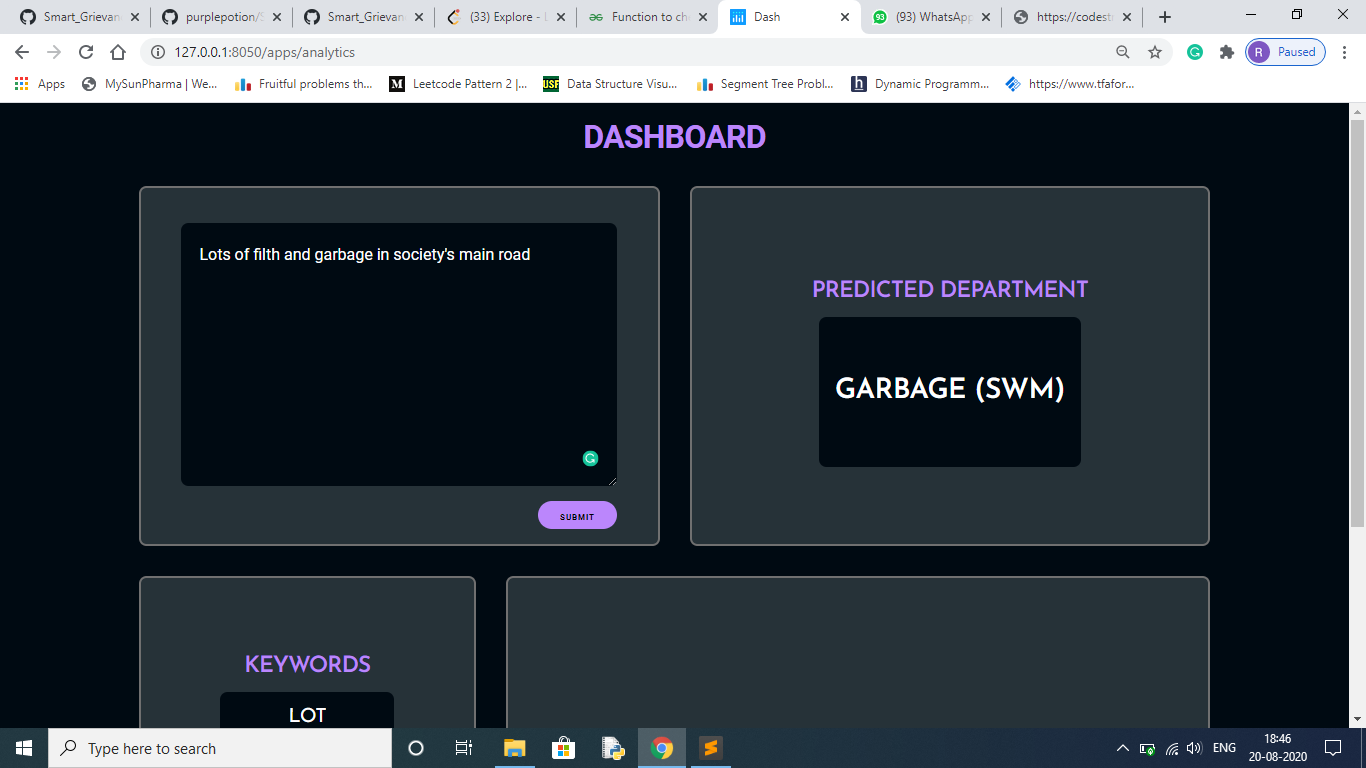 Smart_Grievan
purplepotion/S
Smart_Grievan
(33) Explore - L
Function to che
Dash
(93) WhatsApp
https://codestr
127.0.0.1:8050/apps/analytics
R Paused
Apps
MySunPharma | We...
Fruitful problems th...
M Leetcode Pattern 2 |...
USF Data Structure Visu...
Segment Tree Probl...
h Dynamic Programm...
https://www.tfafor...
DASHBOARD
Lots of filth and garbage in society's main road
SUBMIT
PREDICTED DEPARTMENT
GARBAGE (SWM)
KEYWORDS
LOT
Type here to search
ENG
18:46
20-08-2020